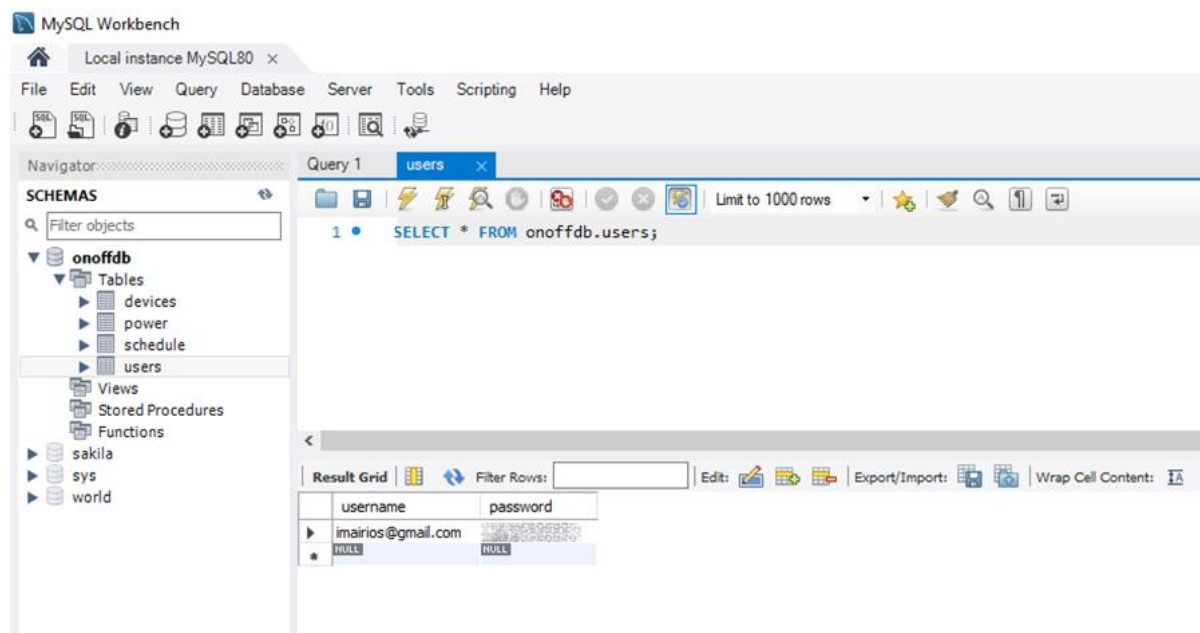 MySQL Workbench
Local instance MySQL80
File Edit View Query Database Server Tools Scripting Help
Navigator
Query 1 users
SCHEMAS
Limit to 1000 rows
Filter objects
1 SELECT * FROM onoffdb.users;
onoffdb
Tables
devices
power
schedule
users
Views
Stored Procedures
Functions
sakila
sys
world
Result Grid Filter Rows: Edit: Export/Import: Wrap Cell Content:
username password
imairios@gmail.com
NULL NULL